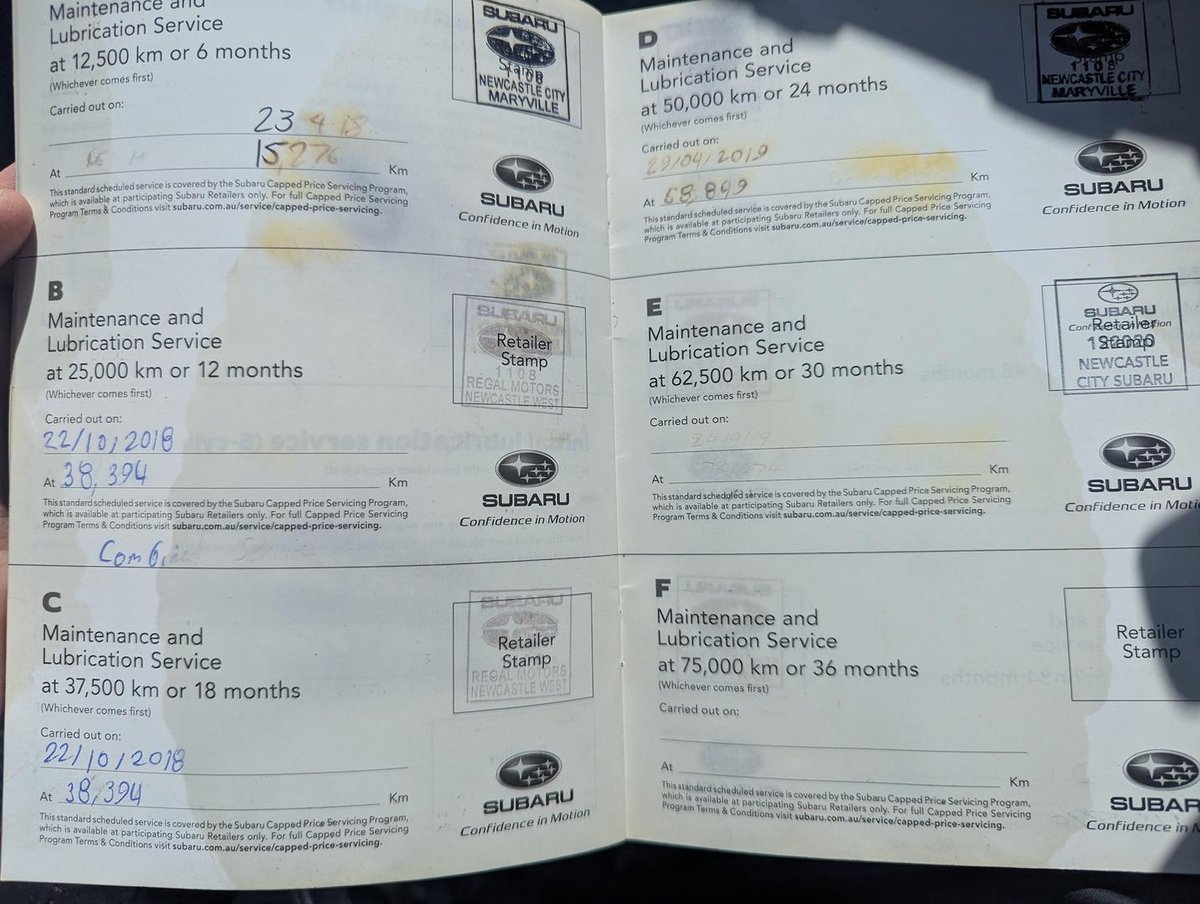 Maintenance and
Lubrication Service
at 12,500 km or 6 months
(Whichever comes first)
Carried out on:
23 4 18
15,276
At Km
This standard scheduled service is covered by the Subaru Capped Price Servicing Program,
which is available at participating Subaru Retailers only. For full Capped Price Servicing
Program Terms & Conditions visit subaru.com.au/service/capped-price-servicing.
SUBARU
Stamp
1108
NEWCASTLE CITY
MARYVILLE
SUBARU
Confidence in Motion
B
Maintenance and
Lubrication Service
at 25,000 km or 12 months
(Whichever comes first)
Carried out on:
22/10/2018
At 38,394 Km
This standard scheduled service is covered by the Subaru Capped Price Servicing Program,
which is available at participating Subaru Retailers only. For full Capped Price Servicing
Program Terms & Conditions visit subaru.com.au/service/capped-price-servicing.
SUBARU
Retailer
Stamp
1108
REGAL MOTORS
NEWCASTLE WEST
SUBARU
Confidence in Motion
Combined Service
C
Maintenance and
Lubrication Service
at 37,500 km or 18 months
(Whichever comes first)
Carried out on:
22/10/2018
At 38,394 Km
This standard scheduled service is covered by the Subaru Capped Price Servicing Program,
which is available at participating Subaru Retailers only. For full Capped Price Servicing
Program Terms & Conditions visit subaru.com.au/service/capped-price-servicing.
SUBARU
Retailer
Stamp
REGAL MOTORS
NEWCASTLE WEST
SUBARU
Confidence in Motion
D
Maintenance and
Lubrication Service
at 50,000 km or 24 months
(Whichever comes first)
Carried out on:
29/04/2019
At 68,899 Km
This standard scheduled service is covered by the Subaru Capped Price Servicing Program,
which is available at participating Subaru Retailers only. For full Capped Price Servicing
Program Terms & Conditions visit subaru.com.au/service/capped-price-servicing.
SUBARU
Stamp
1108
NEWCASTLE CITY
MARYVILLE
SUBARU
Confidence in Motion
E
Maintenance and
Lubrication Service
at 62,500 km or 30 months
(Whichever comes first)
Carried out on:
24/9/19
At Km
This standard scheduled service is covered by the Subaru Capped Price Servicing Program,
which is available at participating Subaru Retailers only. For full Capped Price Servicing
Program Terms & Conditions visit subaru.com.au/service/capped-price-servicing.
SUBARU
Retailer
Stamp
NEWCASTLE
CITY SUBARU
SUBARU
Confidence in Moti
F
Maintenance and
Lubrication Service
at 75,000 km or 36 months
(Whichever comes first)
Carried out on:
At Km
This standard scheduled service is covered by the Subaru Capped Price Servicing Program,
which is available at participating Subaru Retailers only. For full Capped Price Servicing
Program Terms & Conditions visit subaru.com.au/service/capped-price-servicing.
Retailer
Stamp
SUBAR
Confidence in M